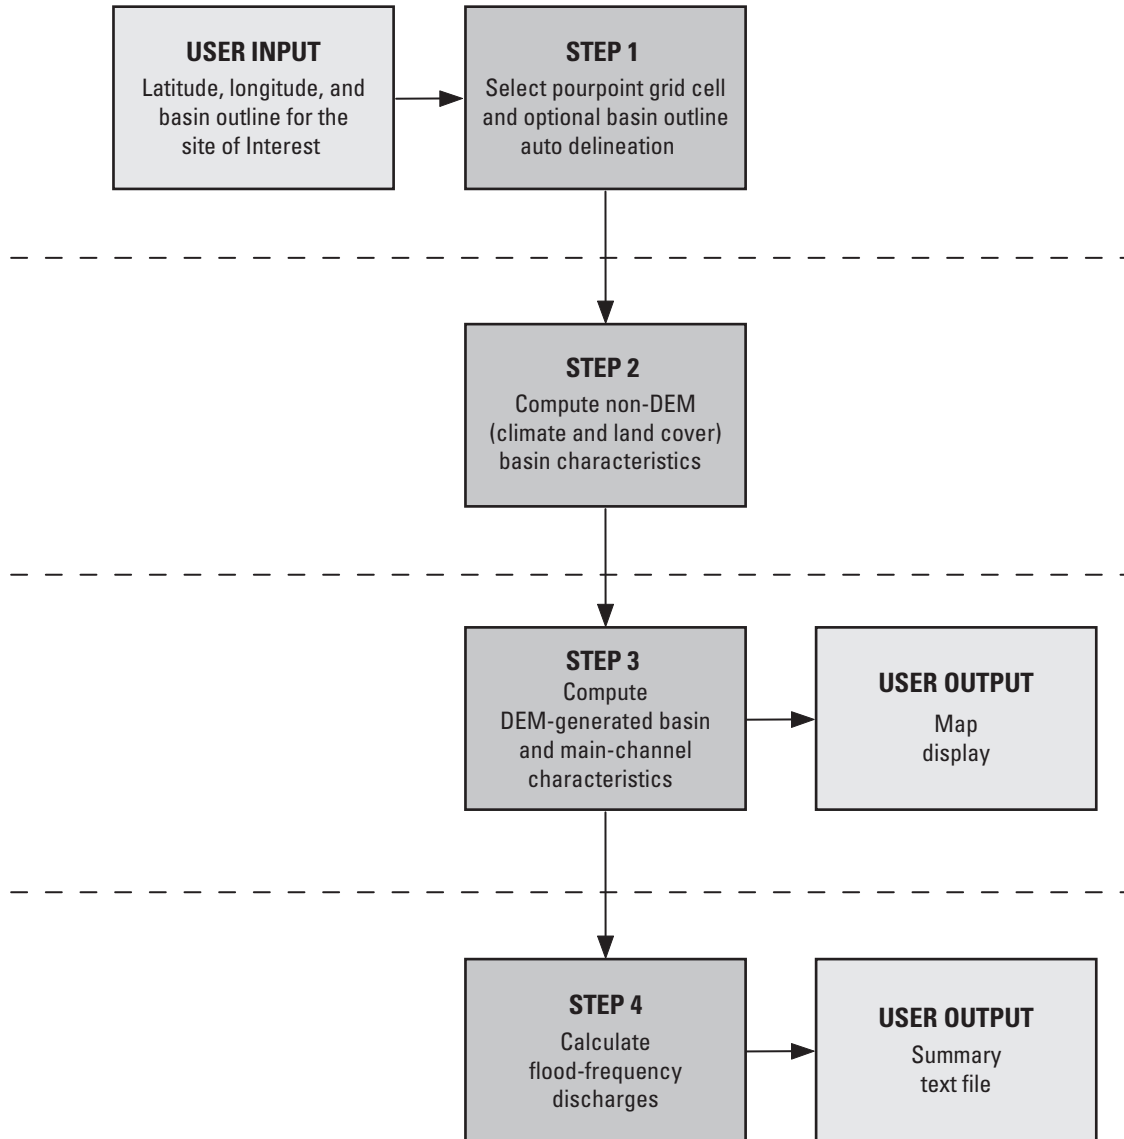 USER INPUT
Latitude, longitude, and
basin outline for the
site of Interest
STEP 1
Select pourpoint grid cell
and optional basin outline
auto delineation
STEP 2
Compute non-DEM
(climate and land cover)
basin characteristics
STEP 3
Compute
DEM-generated basin
and main-channel
characteristics
USER OUTPUT
Map
display
STEP 4
Calculate
flood-frequency
discharges
USER OUTPUT
Summary
text file